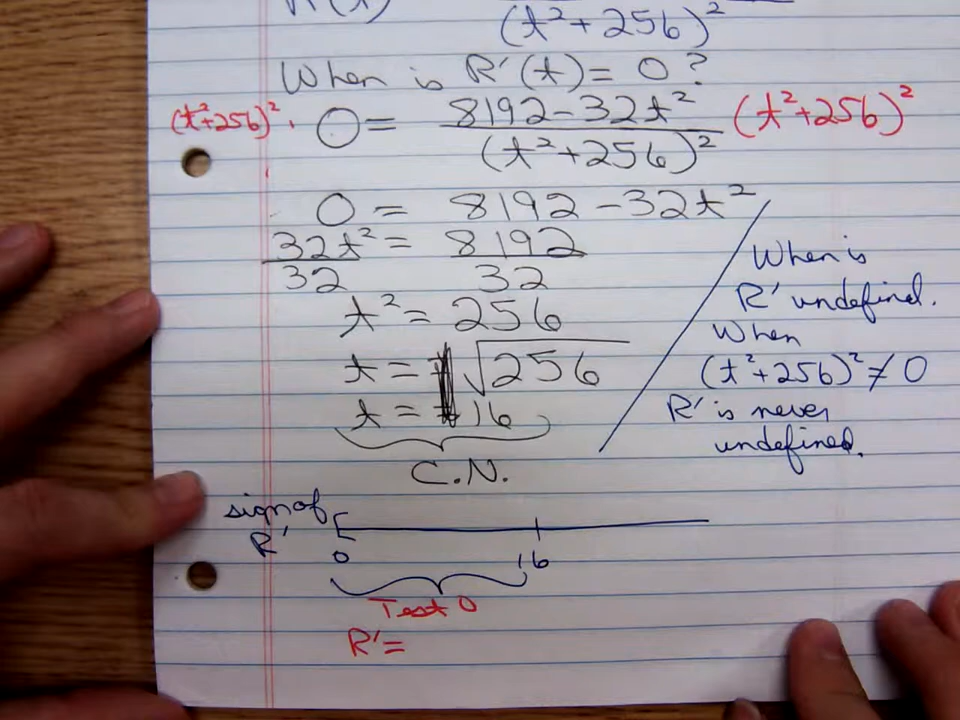 R'(t)
(t²+256)²
When is R'(t) = 0?
(t²+256)² · 0 = 8192-32t² / (t²+256)² (t²+256)²
0 = 8192 - 32t²
32t² / 32 = 8192 / 32
t² = 256
t = √256
t = 16
C.N.
When is
R' undefined.
When
(t²+256)² ≠ 0
R' is never
undefined.
sign of
R'
[
0 16
Test 0
R'=